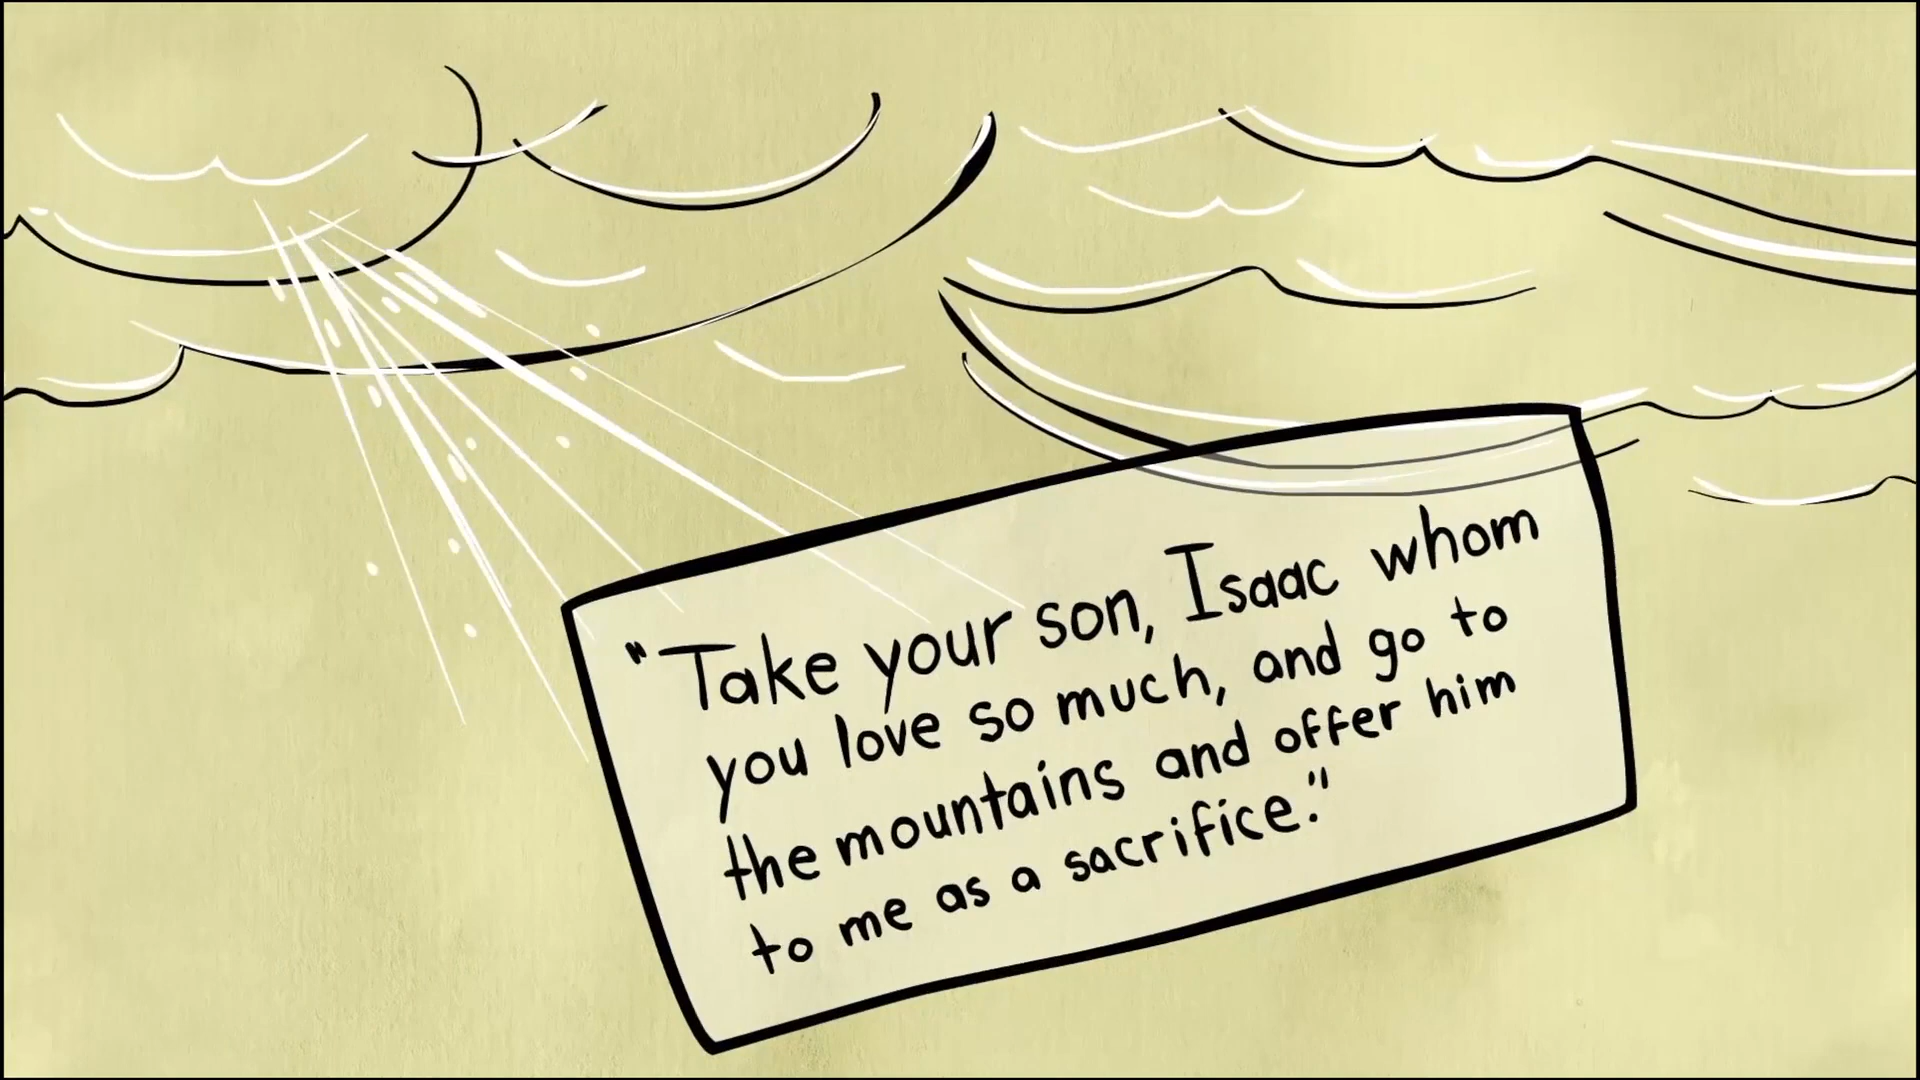 "Take your son, Isaac whom
you love so much, and go to
the mountains and offer him
to me as a sacrifice."